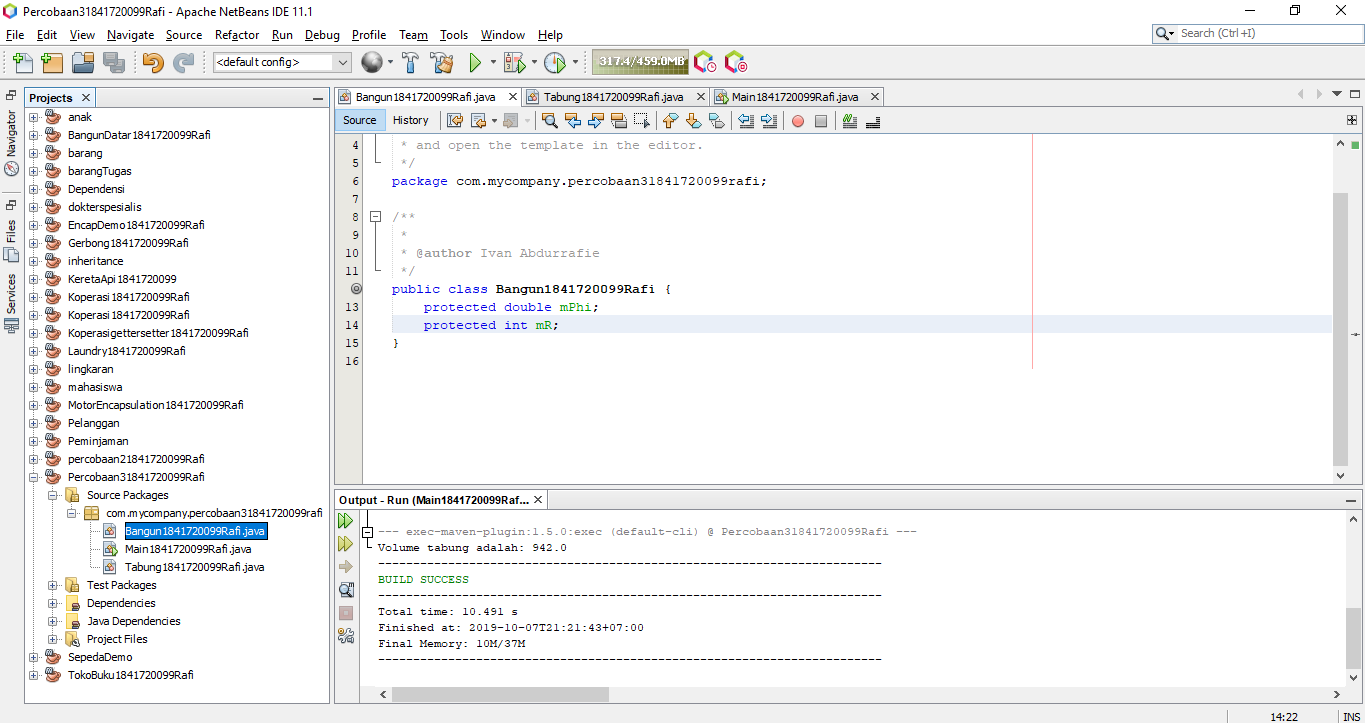 Percobaan31841720099Rafi - Apache NetBeans IDE 11.1
File Edit View Navigate Source Refactor Run Debug Profile Team Tools Window Help
Search (Ctrl+I)
<default config>
317.4/459.0MB
Projects
Navigator
Files
Services
anak
BangunDatar1841720099Rafi
barang
barangTugas
Dependensi
dokterspesialis
EncapDemo1841720099Rafi
Gerbong1841720099Rafi
inheritance
KeretaApi1841720099
Koperasi1841720099Rafi
Koperasi1841720099Rafi
Koperasigettersetter1841720099Rafi
Laundry1841720099Rafi
lingkaran
mahasiswa
MotorEncapsulation1841720099Rafi
Pelanggan
Peminjaman
percobaan21841720099Rafi
Percobaan31841720099Rafi
Source Packages
com.mycompany.percobaan31841720099rafi
Bangun1841720099Rafi.java
Main1841720099Rafi.java
Tabung1841720099Rafi.java
Test Packages
Dependencies
Java Dependencies
Project Files
SepedaDemo
TokoBuku1841720099Rafi
Bangun1841720099Rafi.java Tabung1841720099Rafi.java Main1841720099Rafi.java
Source History
4 * and open the template in the editor.
5 */
6 package com.mycompany.percobaan31841720099rafi;
7
8 /**
9 *
10 * @author Ivan Abdurrafie
11 */
public class Bangun1841720099Rafi {
13 protected double mPhi;
14 protected int mR;
15 }
16
Output - Run (Main1841720099Raf...
--- exec-maven-plugin:1.5.0:exec (default-cli) @ Percobaan31841720099Rafi ---
Volume tabung adalah: 942.0
------------------------------------------------------------------------
BUILD SUCCESS
------------------------------------------------------------------------
Total time: 10.491 s
Finished at: 2019-10-07T21:21:43+07:00
Final Memory: 10M/37M
------------------------------------------------------------------------
14:22 INS